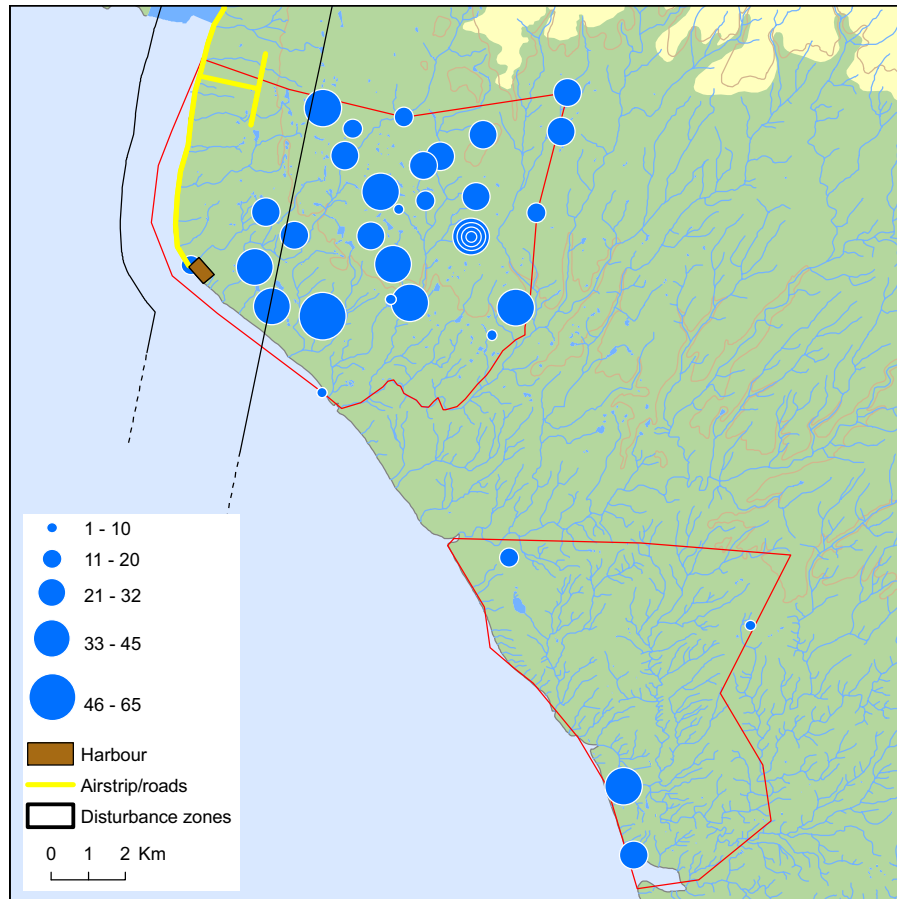 1 - 10
11 - 20
21 - 32
33 - 45
46 - 65
Harbour
Airstrip/roads
Disturbance zones
0 1 2 Km